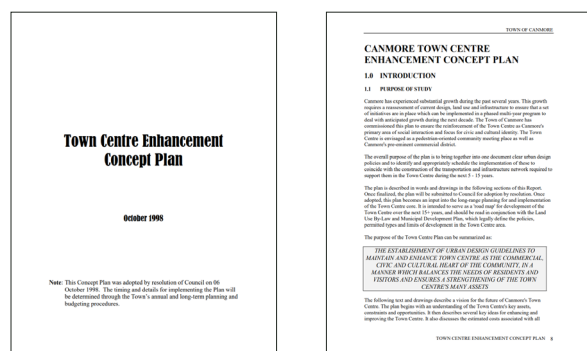 Town Centre Enhancement
Concept Plan
October 1998
Note: This Concept Plan was adopted by resolution of Council on 06
October 1998. The timing and details for implementing the Plan will
be determined through the Town's annual and long-term planning and
budgeting procedures.
TOWN OF CANMORE
CANMORE TOWN CENTRE
ENHANCEMENT CONCEPT PLAN
1.0 INTRODUCTION
1.1 PURPOSE OF STUDY
Canmore has experienced substantial growth during the past several years. This growth
requires a reassessment of current design, land use and infrastructure to ensure that a set
of initiatives are in place which can be implemented in a phased multi-year program to
deal with anticipated growth during the next decade. The Town of Canmore has
commissioned this plan to ensure the reinforcement of the Town Centre as Canmore's
primary area of social interaction and focus for civic and cultural identity. The Town
Centre is envisaged as a pedestrian-oriented community meeting place as well as
Canmore's pre-eminent commercial district.
The overall purpose of the plan is to bring together into one document clear urban design
policies and to identify and appropriately schedule the implementation of these to
coincide with the construction of the transportation and infrastructure network required to
support them in the Town Centre during the next 5 - 15 years.
The plan is described in words and drawings in the following sections of this Report.
Once finalized, the plan will be submitted to Council for adoption by resolution. Once
adopted, this plan becomes an input into the long-range planning for and implementation
of the Town Centre core. It is intended to serve as a 'road map' for development of the
Town Centre over the next 15+ years, and should be read in conjunction with the Land
Use By-Law and Municipal Development Plan, which legally define the policies,
permitted types and limits of development in the Town Centre area.
The purpose of the Town Centre Plan can be summarized as:
THE ESTABLISHMENT OF URBAN DESIGN GUIDELINES TO
MAINTAIN AND ENHANCE TOWN CENTRE AS THE COMMERCIAL,
CIVIC AND CULTURAL HEART OF THE COMMUNITY, IN A
MANNER WHICH BALANCES THE NEEDS OF RESIDENTS AND
VISITORS AND ENSURES A STRENGTHENING OF THE TOWN
CENTRE'S MANY ASSETS
The following text and drawings describe a vision for the future of Canmore's Town
Centre. The plan begins with an understanding of the Town Centre's key assets,
constraints and opportunities. It then describes several key ideas for enhancing and
improving the Town Centre. It also discusses the estimated costs associated with all
TOWN CENTRE ENHANCEMENT CONCEPT PLAN